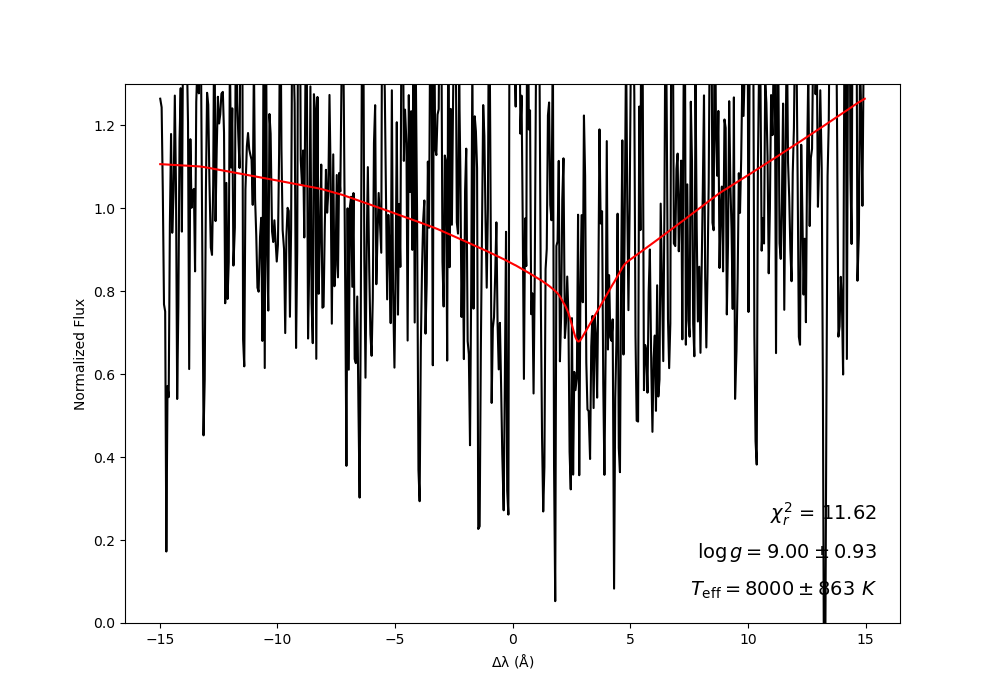 Normalized Flux
1.2
1.0
0.8
0.6
0.4
0.2
0.0
−15
−10
−5
0
5
10
15
Δλ (Å)
χ²ᵣ = 11.62
log g = 9.00 ± 0.93
T_eff = 8000 ± 863 K